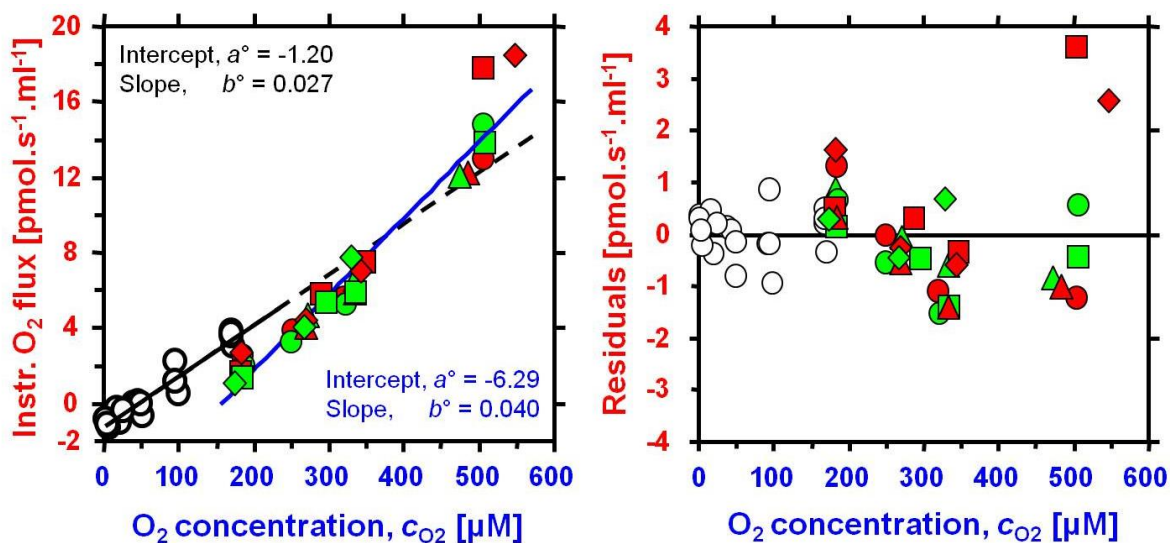 20
16
12
8
4
0
-2
Instr. O₂ flux [pmol.s⁻¹.ml⁻¹]
Intercept, a° = -1.20
Slope, b° = 0.027
Intercept, a° = -6.29
Slope, b° = 0.040
0 100 200 300 400 500 600
O₂ concentration, cO2 [µM]
4
3
2
1
0
-1
-2
-3
-4
Residuals [pmol.s⁻¹.ml⁻¹]
0 100 200 300 400 500 600
O₂ concentration, cO2 [µM]